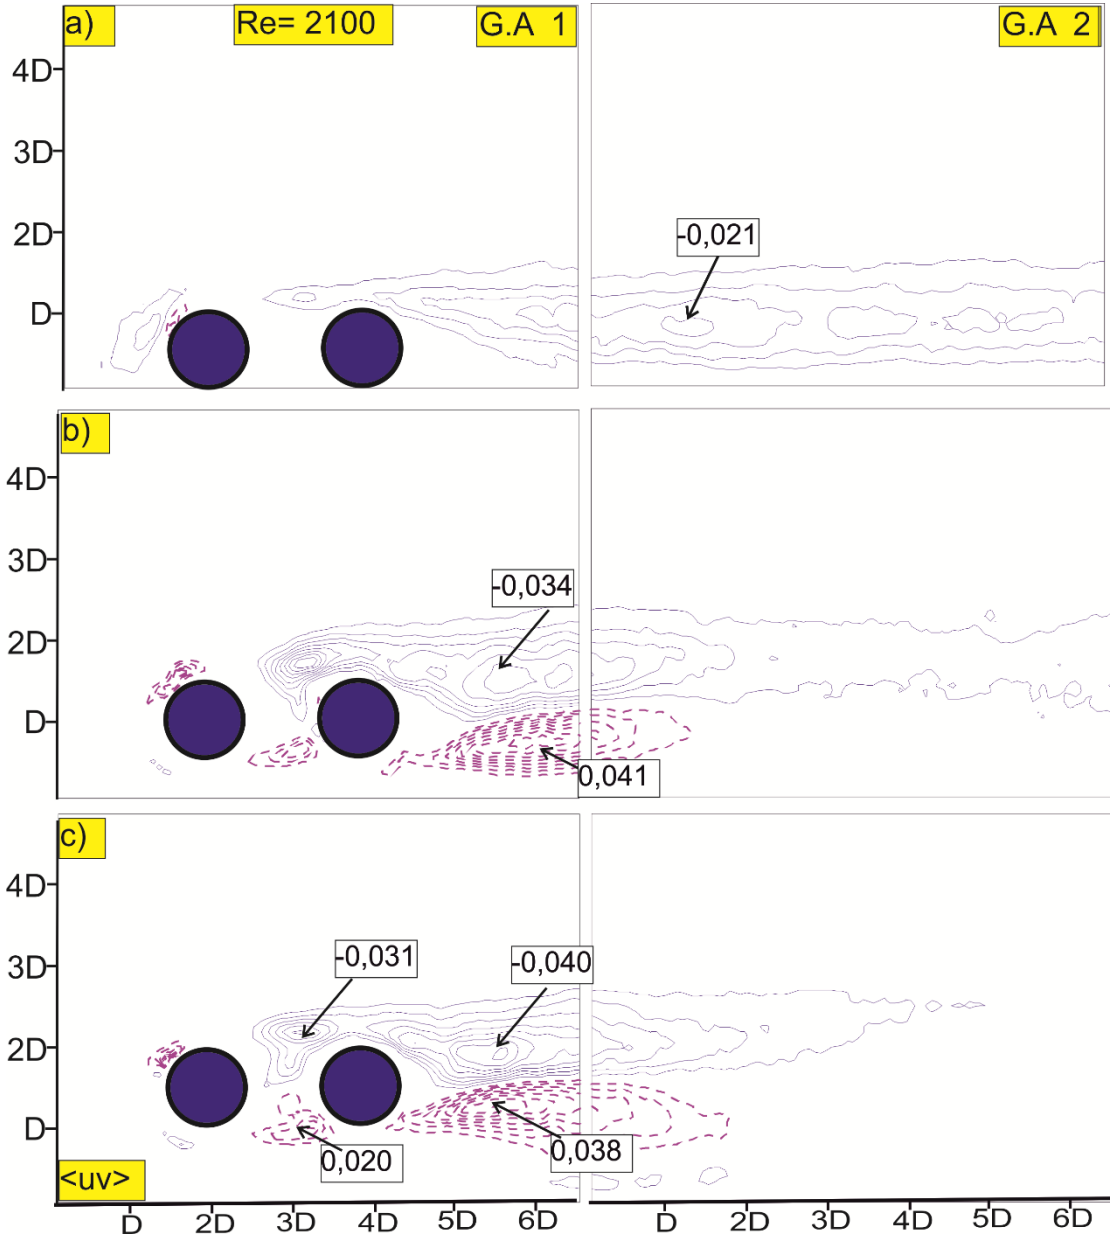 a) Re= 2100 G.A 1 G.A 2
4D
3D
2D
-0,021
D
b)
4D
3D
-0,034
2D
D
0,041
c)
4D
3D
-0,031 -0,040
2D
D
0,020 0,038
<uv>
D 2D 3D 4D 5D 6D D 2D 3D 4D 5D 6D